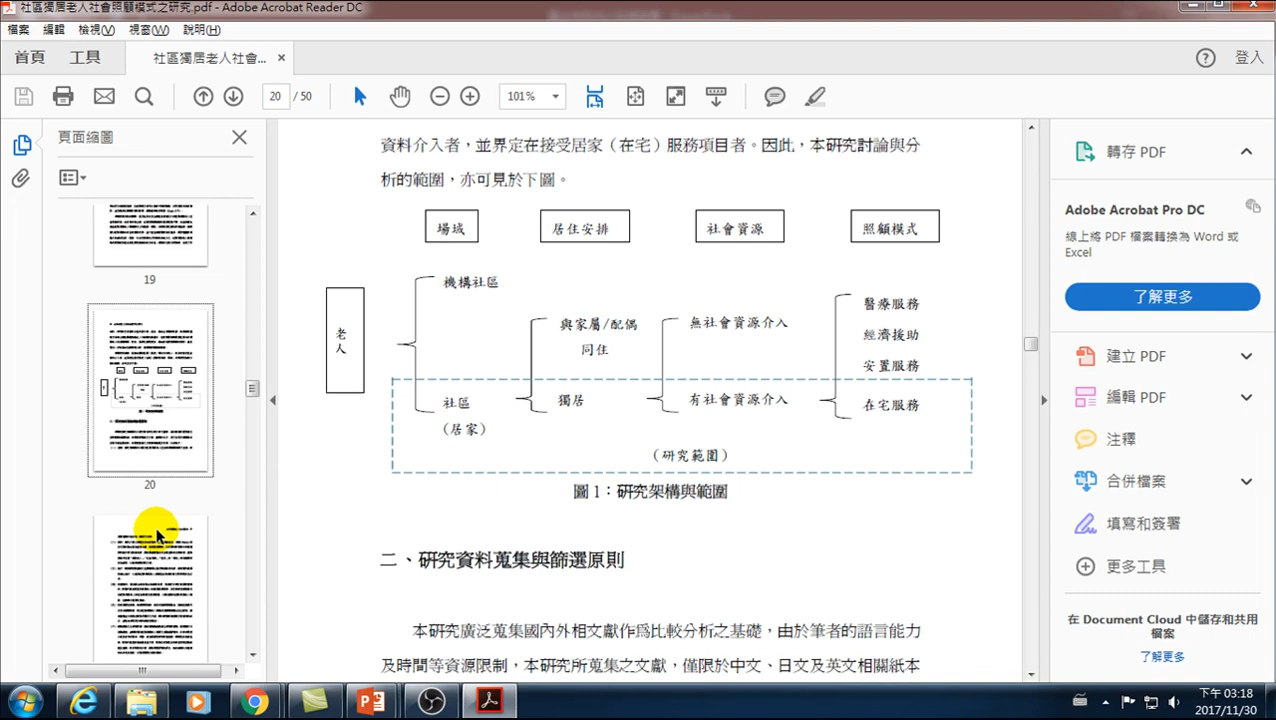 社區獨居老人社會照顧模式之研究.pdf - Adobe Acrobat Reader DC
檔案 編輯 檢視(V) 視窗(W) 說明(H)
首頁 工具 社區獨居老人社會... × 登入
20 / 50 101%
頁面縮圖
19
20
資料介入者，並界定在接受居家（在宅）服務項目者。因此，本研究討論與分
析的範圍，亦可見於下圖。
場域 居住安排 社會資源 照顧模式
老人
機構社區
社區
(居家)
與家屬/配偶
同住
獨居
無社會資源介入
有社會資源介入
醫療服務
經濟援助
安置服務
在宅服務
(研究範圍)
圖 1：研究架構與範圍
二、研究資料蒐集與篩選原則
本研究廣泛蒐集國內外相文獻作為比較分析之基礎，由於筆者的語言能力
及時間等資源限制，本研究所蒐集之文獻，僅限於中文、日文及英文相關紙本
轉存 PDF
Adobe Acrobat Pro DC
線上將 PDF 檔案轉換為 Word 或
Excel
了解更多
建立 PDF
編輯 PDF
注釋
合併檔案
填寫和簽署
更多工具
在 Document Cloud 中儲存和共用
檔案
了解更多
下午 03:18
2017/11/30